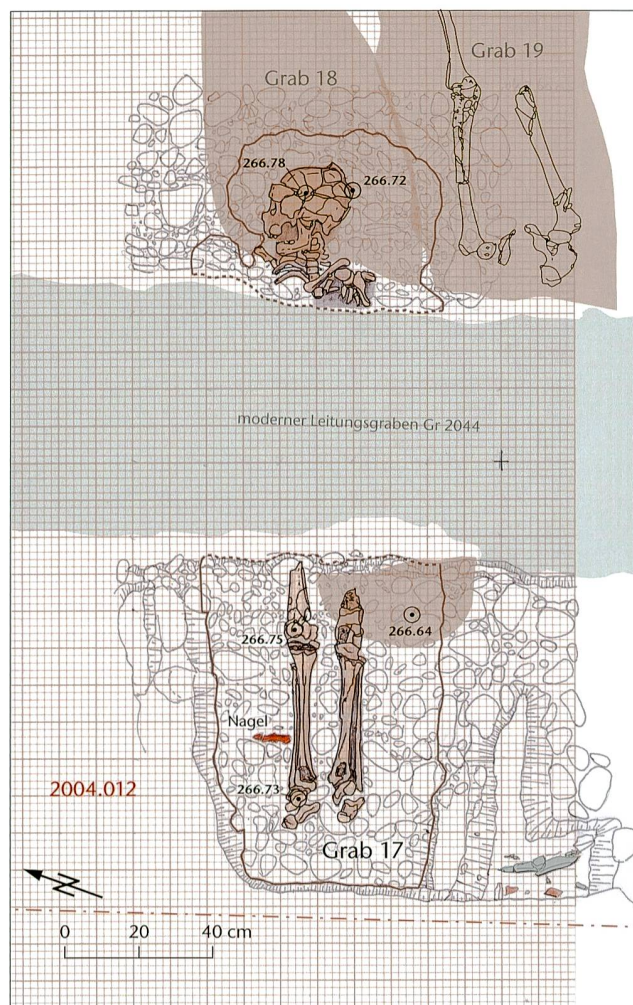 Grab 19
Grab 18
266.78
266.72
moderner Leitungsgraben Gr 2044
266.75
266.64
Nagel
266.73
2004.012
Grab 17
N
0 20 40 cm